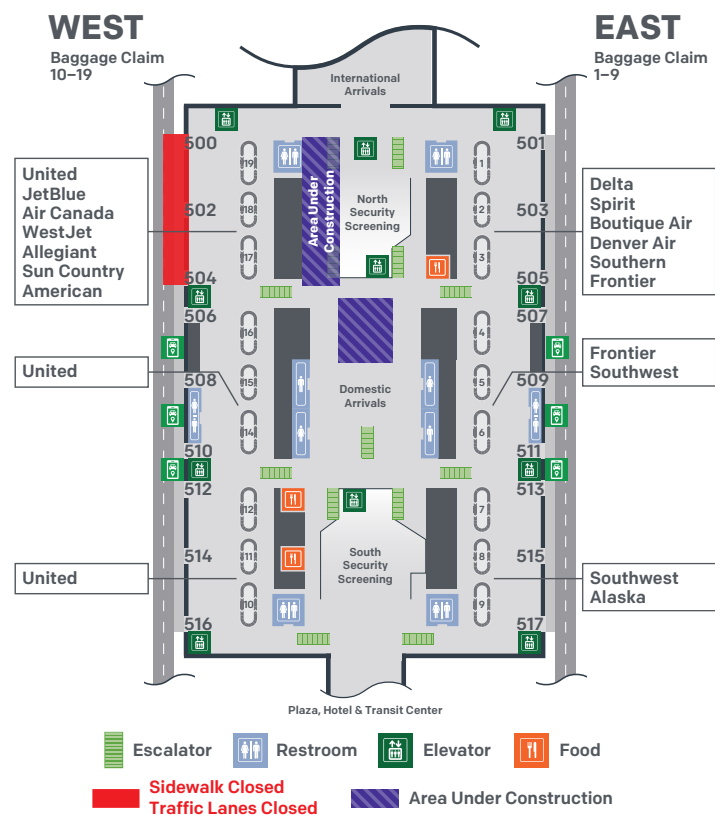 WEST
Baggage Claim
10–19
EAST
Baggage Claim
1–9
International
Arrivals
500
501
United
JetBlue
Air Canada
WestJet
Allegiant
Sun Country
American
19
18
17
Area Under
Construction
North
Security
Screening
1
2
3
Delta
Spirit
Boutique Air
Denver Air
Southern
Frontier
502
503
504
505
506
507
16
4
United
508
15
14
Domestic
Arrivals
5
6
509
Frontier
Southwest
510
511
512
513
12
11
10
7
8
9
514
515
South
Security
Screening
United
Southwest
Alaska
516
517
Plaza, Hotel & Transit Center
Escalator
Restroom
Elevator
Food
Sidewalk Closed
Traffic Lanes Closed
Area Under Construction